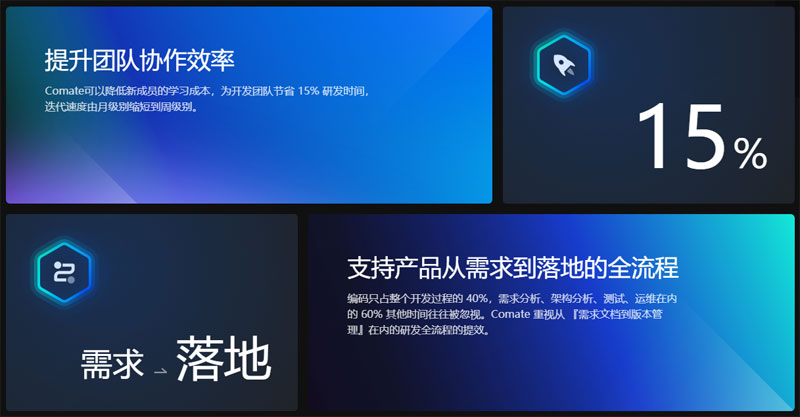 提升团队协作效率
Comate可以降低新成员的学习成本，为开发团队节省 15% 研发时间，
迭代速度由月级别缩短到周级别。
15%
需求 → 落地
支持产品从需求到落地的全流程
编码只占整个开发过程的 40%，需求分析、架构分析、测试、运维在内
的 60% 其他时间往往被忽视。Comate 重视从 『需求文档到版本管
理』在内的研发全流程的提效。